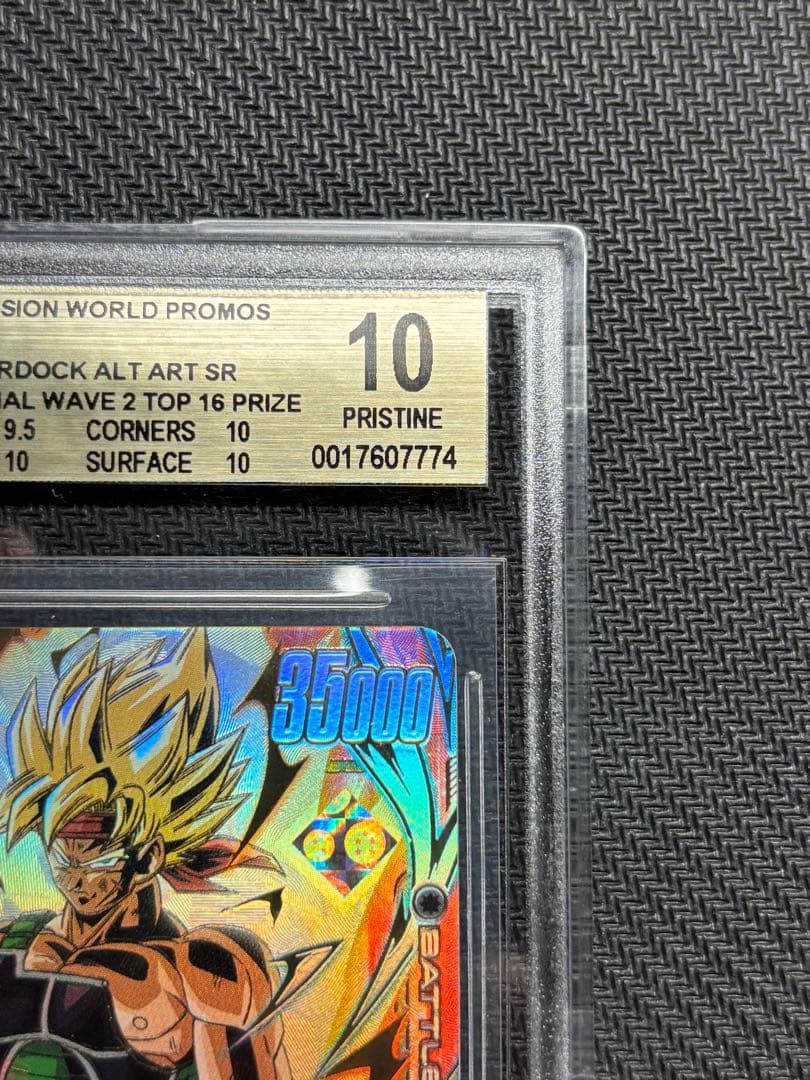 SION WORLD PROMOS
RDOCK ALT ART SR
IAL WAVE 2 TOP 16 PRIZE
9.5 CORNERS 10
10 SURFACE 10
10
PRISTINE
0017607774
35000
BATTLE